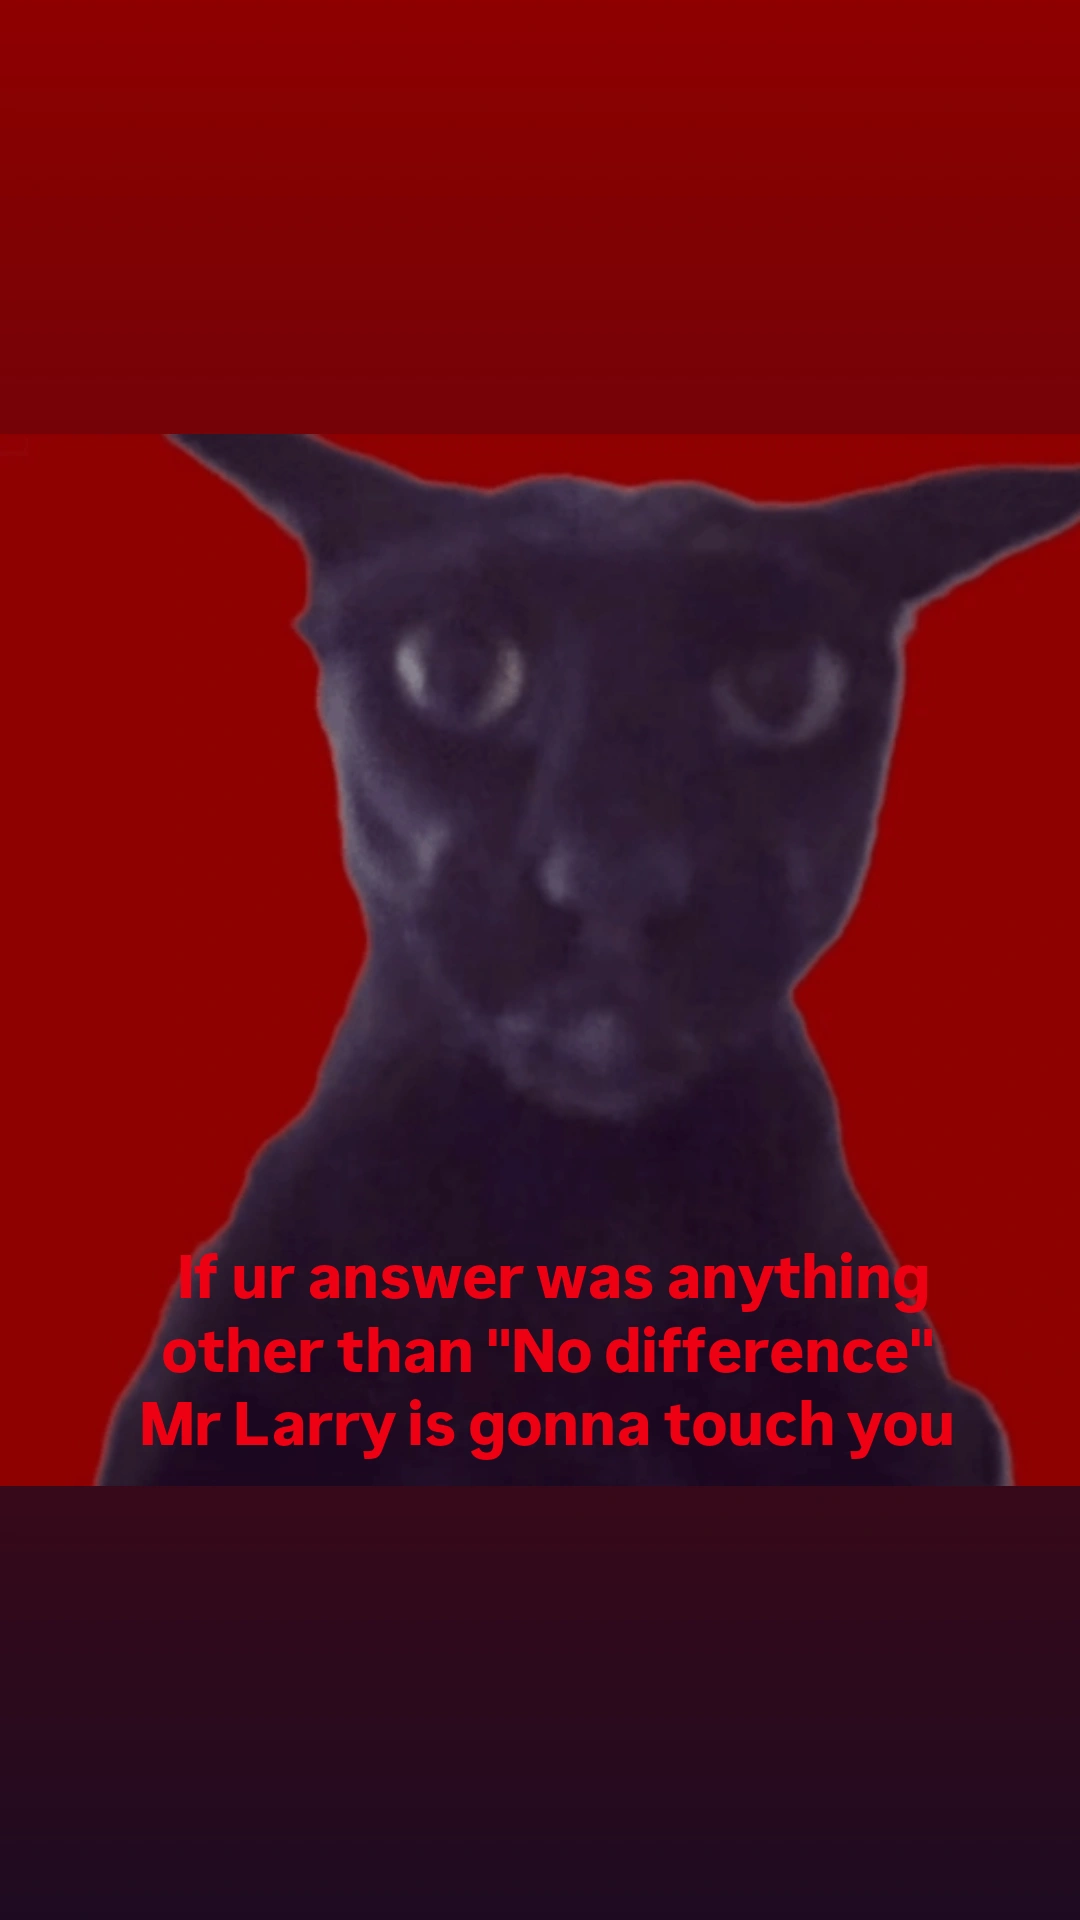 If ur answer was anything
other than "No difference"
Mr Larry is gonna touch you